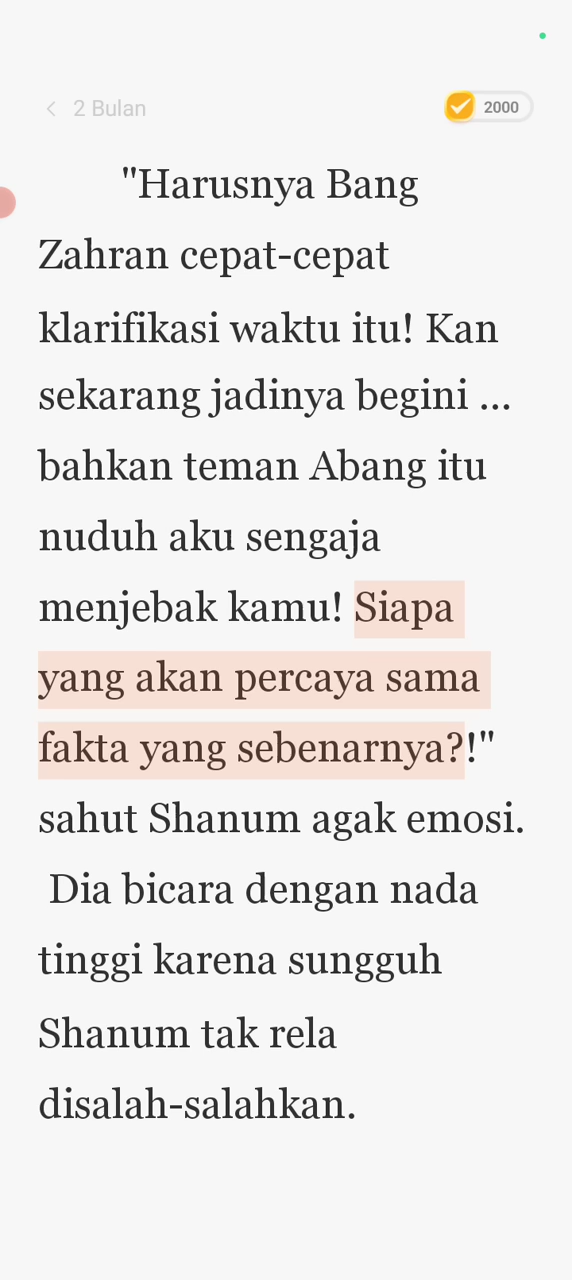 2 Bulan
2000
"Harusnya Bang
Zahran cepat-cepat
klarifikasi waktu itu! Kan
sekarang jadinya begini ...
bahkan teman Abang itu
nuduh aku sengaja
menjebak kamu! Siapa
yang akan percaya sama
fakta yang sebenarnya?!"
sahut Shanum agak emosi.
Dia bicara dengan nada
tinggi karena sungguh
Shanum tak rela
disalah-salahkan.